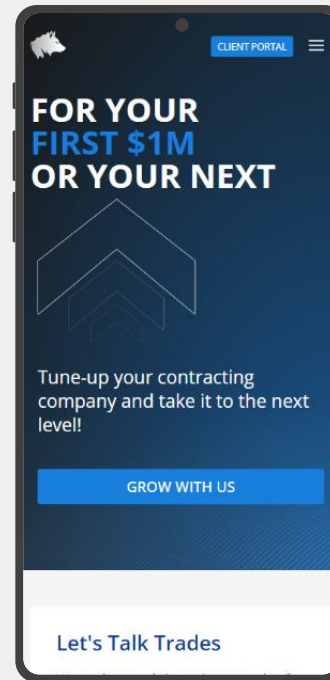 CLIENT PORTAL
FOR YOUR
FIRST $1M
OR YOUR NEXT
Tune-up your contracting
company and take it to the next
level!
GROW WITH US
Let's Talk Trades